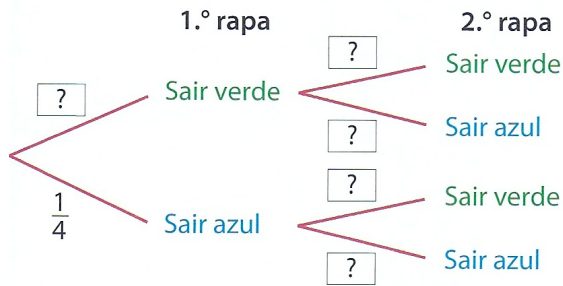 1.º rapa
2.º rapa
?
Sair verde
?
Sair verde
?
Sair azul
1/4
Sair azul
?
Sair verde
?
Sair azul